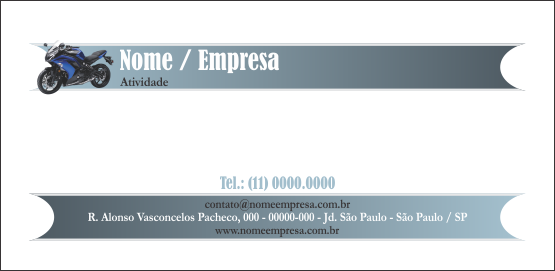 Nome / Empresa
Atividade
Tel.: (11) 0000.0000
contato@nomeempresa.com.br
R. Alonso Vasconcelos Pacheco, 000 - 00000-000 - Jd. São Paulo - São Paulo / SP
www.nomeempresa.com.br